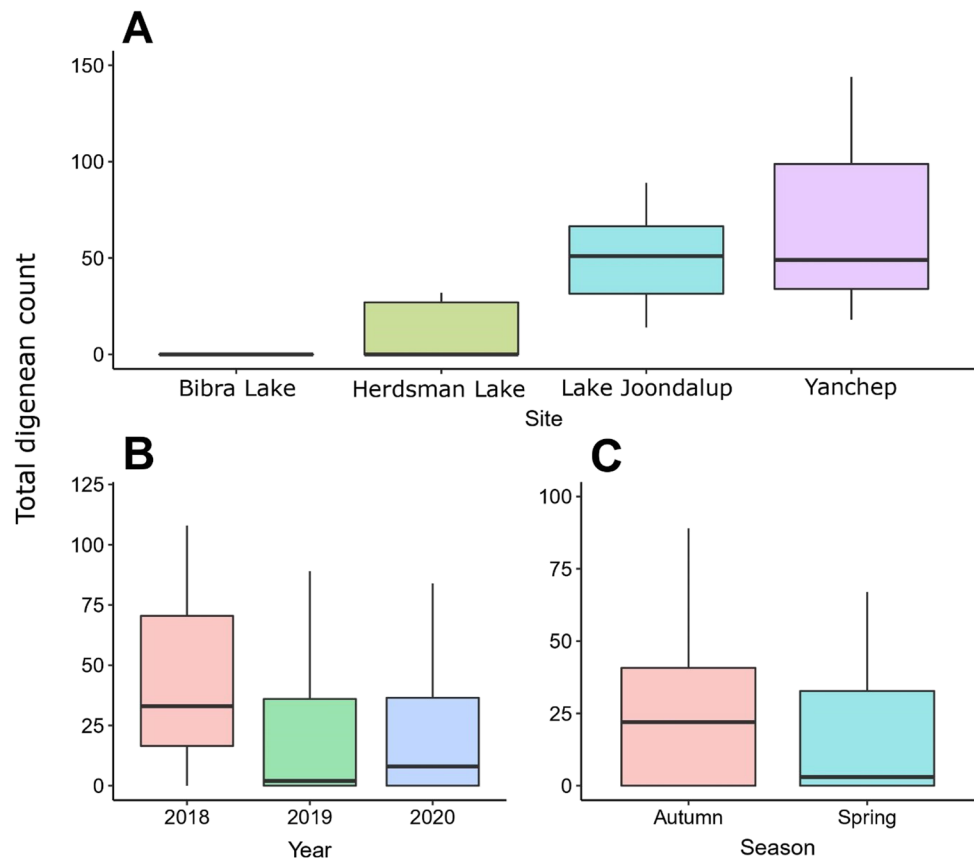 A
Total digenean count
150
100
50
0
Bibra Lake Herdsman Lake Lake Joondalup Yanchep
Site
B
125
100
75
50
25
0
2018 2019 2020
Year
C
100
75
50
25
0
Autumn Spring
Season